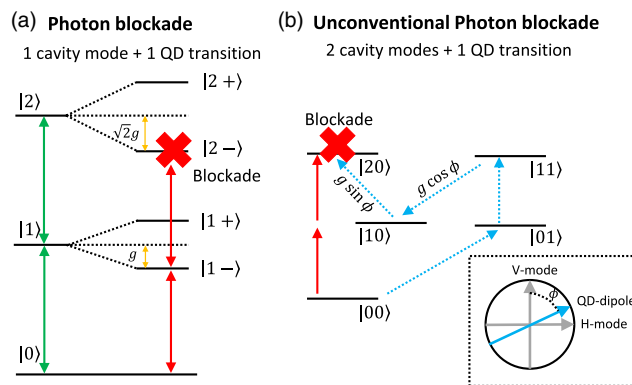 (a)
Photon blockade
1 cavity mode + 1 QD transition
|2⟩
|2 +⟩
√2g
|2 −⟩
Blockade
|1⟩
|1 +⟩
g
|1 −⟩
|0⟩
(b)
Unconventional Photon blockade
2 cavity modes + 1 QD transition
Blockade
|20⟩
|11⟩
g sin ϕ
g cos ϕ
|10⟩
|01⟩
|00⟩
V-mode
ϕ
QD-dipole
H-mode